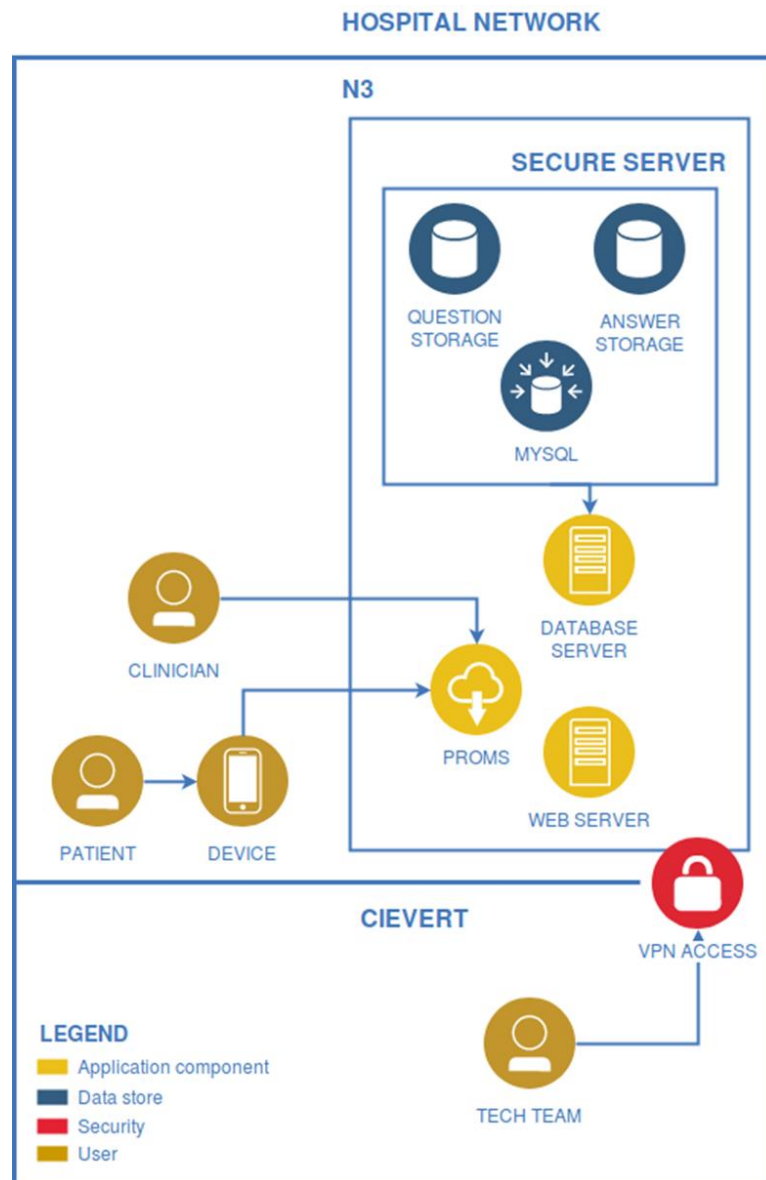 HOSPITAL NETWORK
N3
SECURE SERVER
QUESTION
STORAGE
ANSWER
STORAGE
MYSQL
DATABASE
SERVER
CLINICIAN
PROMS
WEB SERVER
PATIENT
DEVICE
CIEVERT
VPN ACCESS
LEGEND
Application component
Data store
Security
User
TECH TEAM